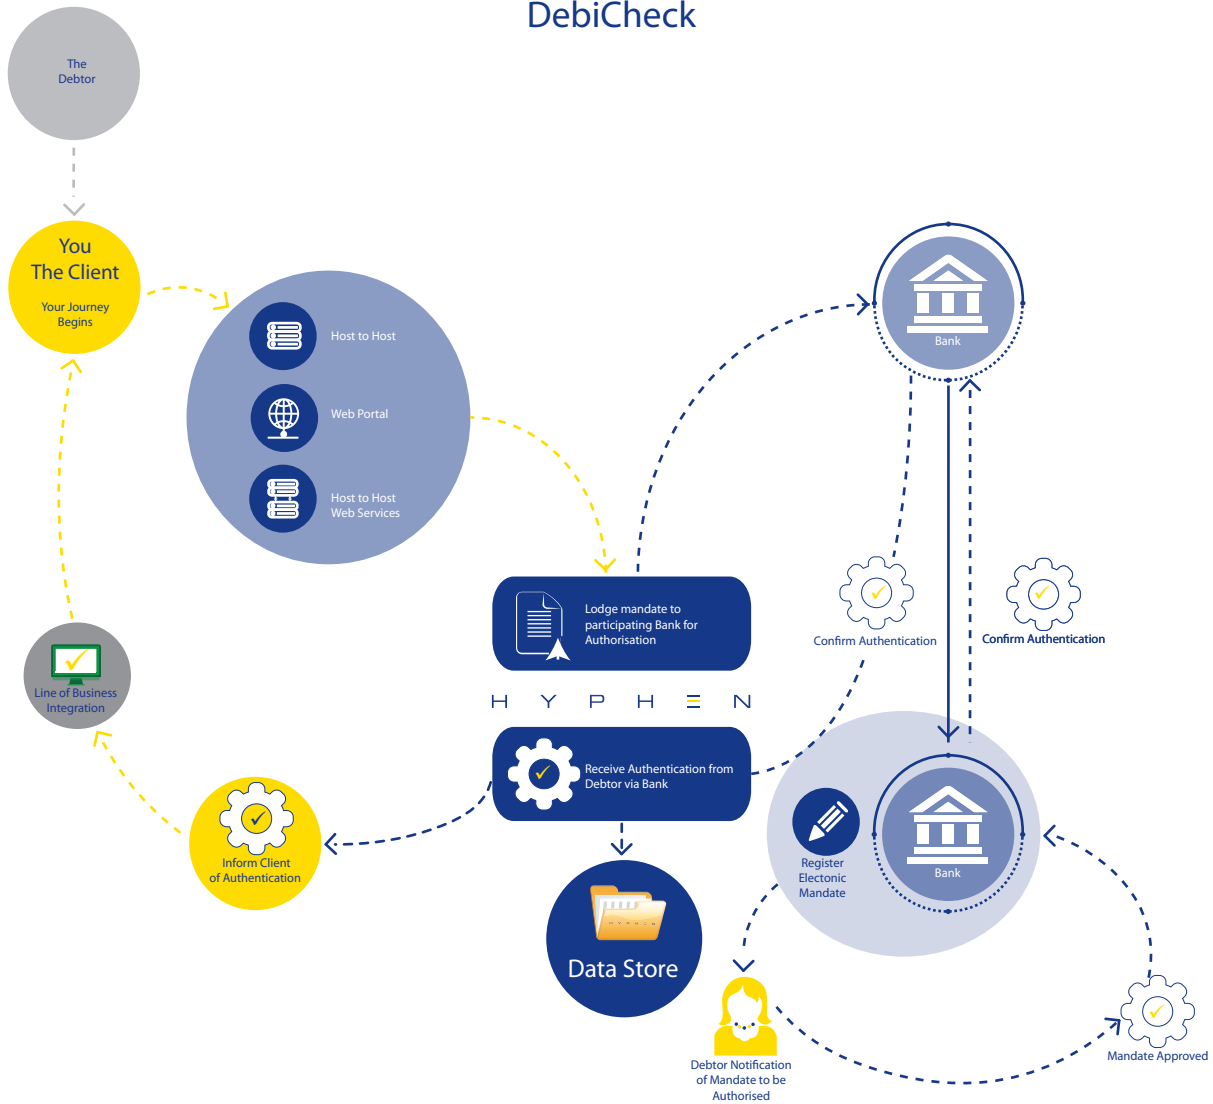 DebiCheck
The
Debtor
You
The Client
Your Journey
Begins
Host to Host
Web Portal
Host to Host
Web Services
Bank
Lodge mandate to
participating Bank for
Authorisation
Confirm Authentication
Confirm Authentication
HYPHEN
Line of Business
Integration
Receive Authentication from
Debtor via Bank
Inform Client
of Authentication
Register
Electonic
Mandate
Bank
Data Store
Debtor Notification
of Mandate to be
Authorised
Mandate Approved